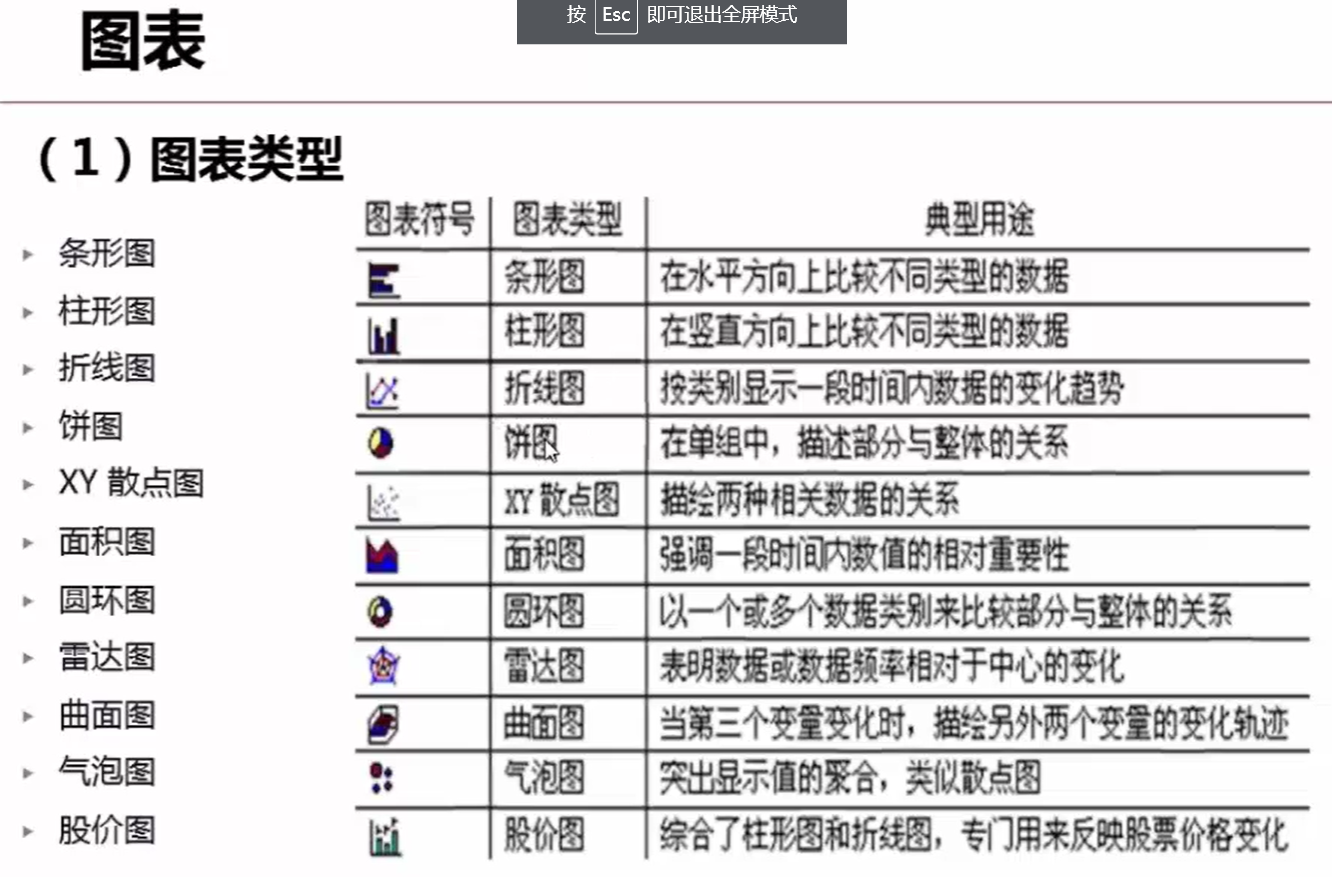 按 Esc 即可退出全屏模式
图表
（1）图表类型
条形图
柱形图
折线图
饼图
XY 散点图
面积图
圆环图
雷达图
曲面图
气泡图
股价图
图表符号 图表类型 典型用途
条形图 在水平方向上比较不同类型的数据
柱形图 在竖直方向上比较不同类型的数据
折线图 按类别显示一段时间内数据的变化趋势
饼图 在单组中，描述部分与整体的关系
XY 散点图 描绘两种相关数据的关系
面积图 强调一段时间内数值的相对重要性
圆环图 以一个或多个数据类别来比较部分与整体的关系
雷达图 表明数据或数据频率相对于中心的变化
曲面图 当第三个变量变化时，描绘另外两个变量的变化轨迹
气泡图 突出显示值的聚合，类似散点图
股价图 综合了柱形图和折线图，专门用来反映股票价格变化